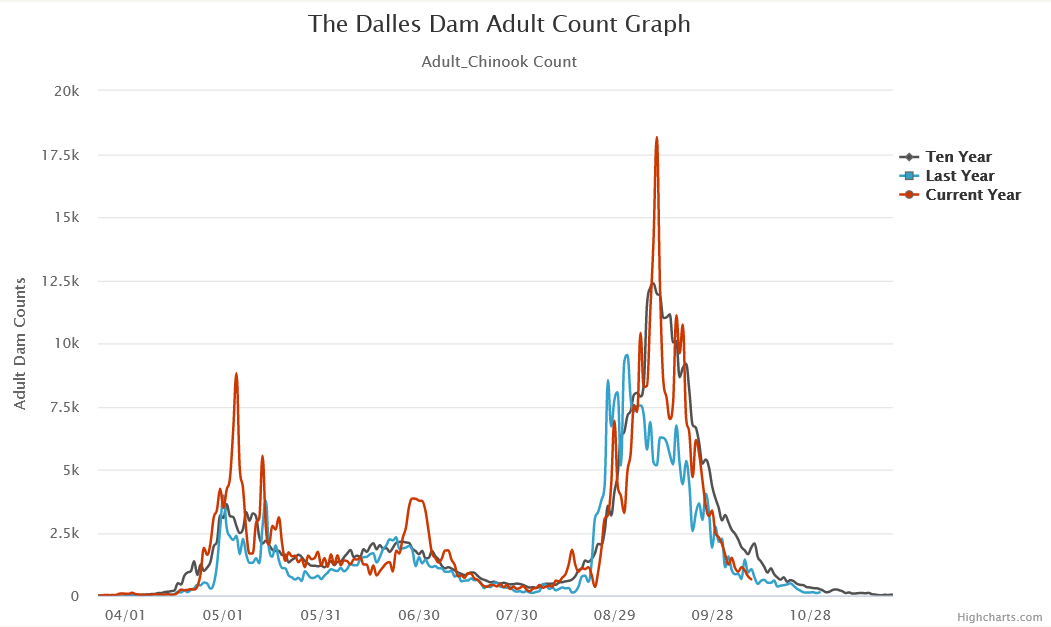 The Dalles Dam Adult Count Graph
Adult_Chinook Count
20k
17.5k
15k
12.5k
10k
7.5k
5k
2.5k
0
Adult Dam Counts
04/01 05/01 05/31 06/30 07/30 08/29 09/28 10/28
Ten Year
Last Year
Current Year
Highcharts.com